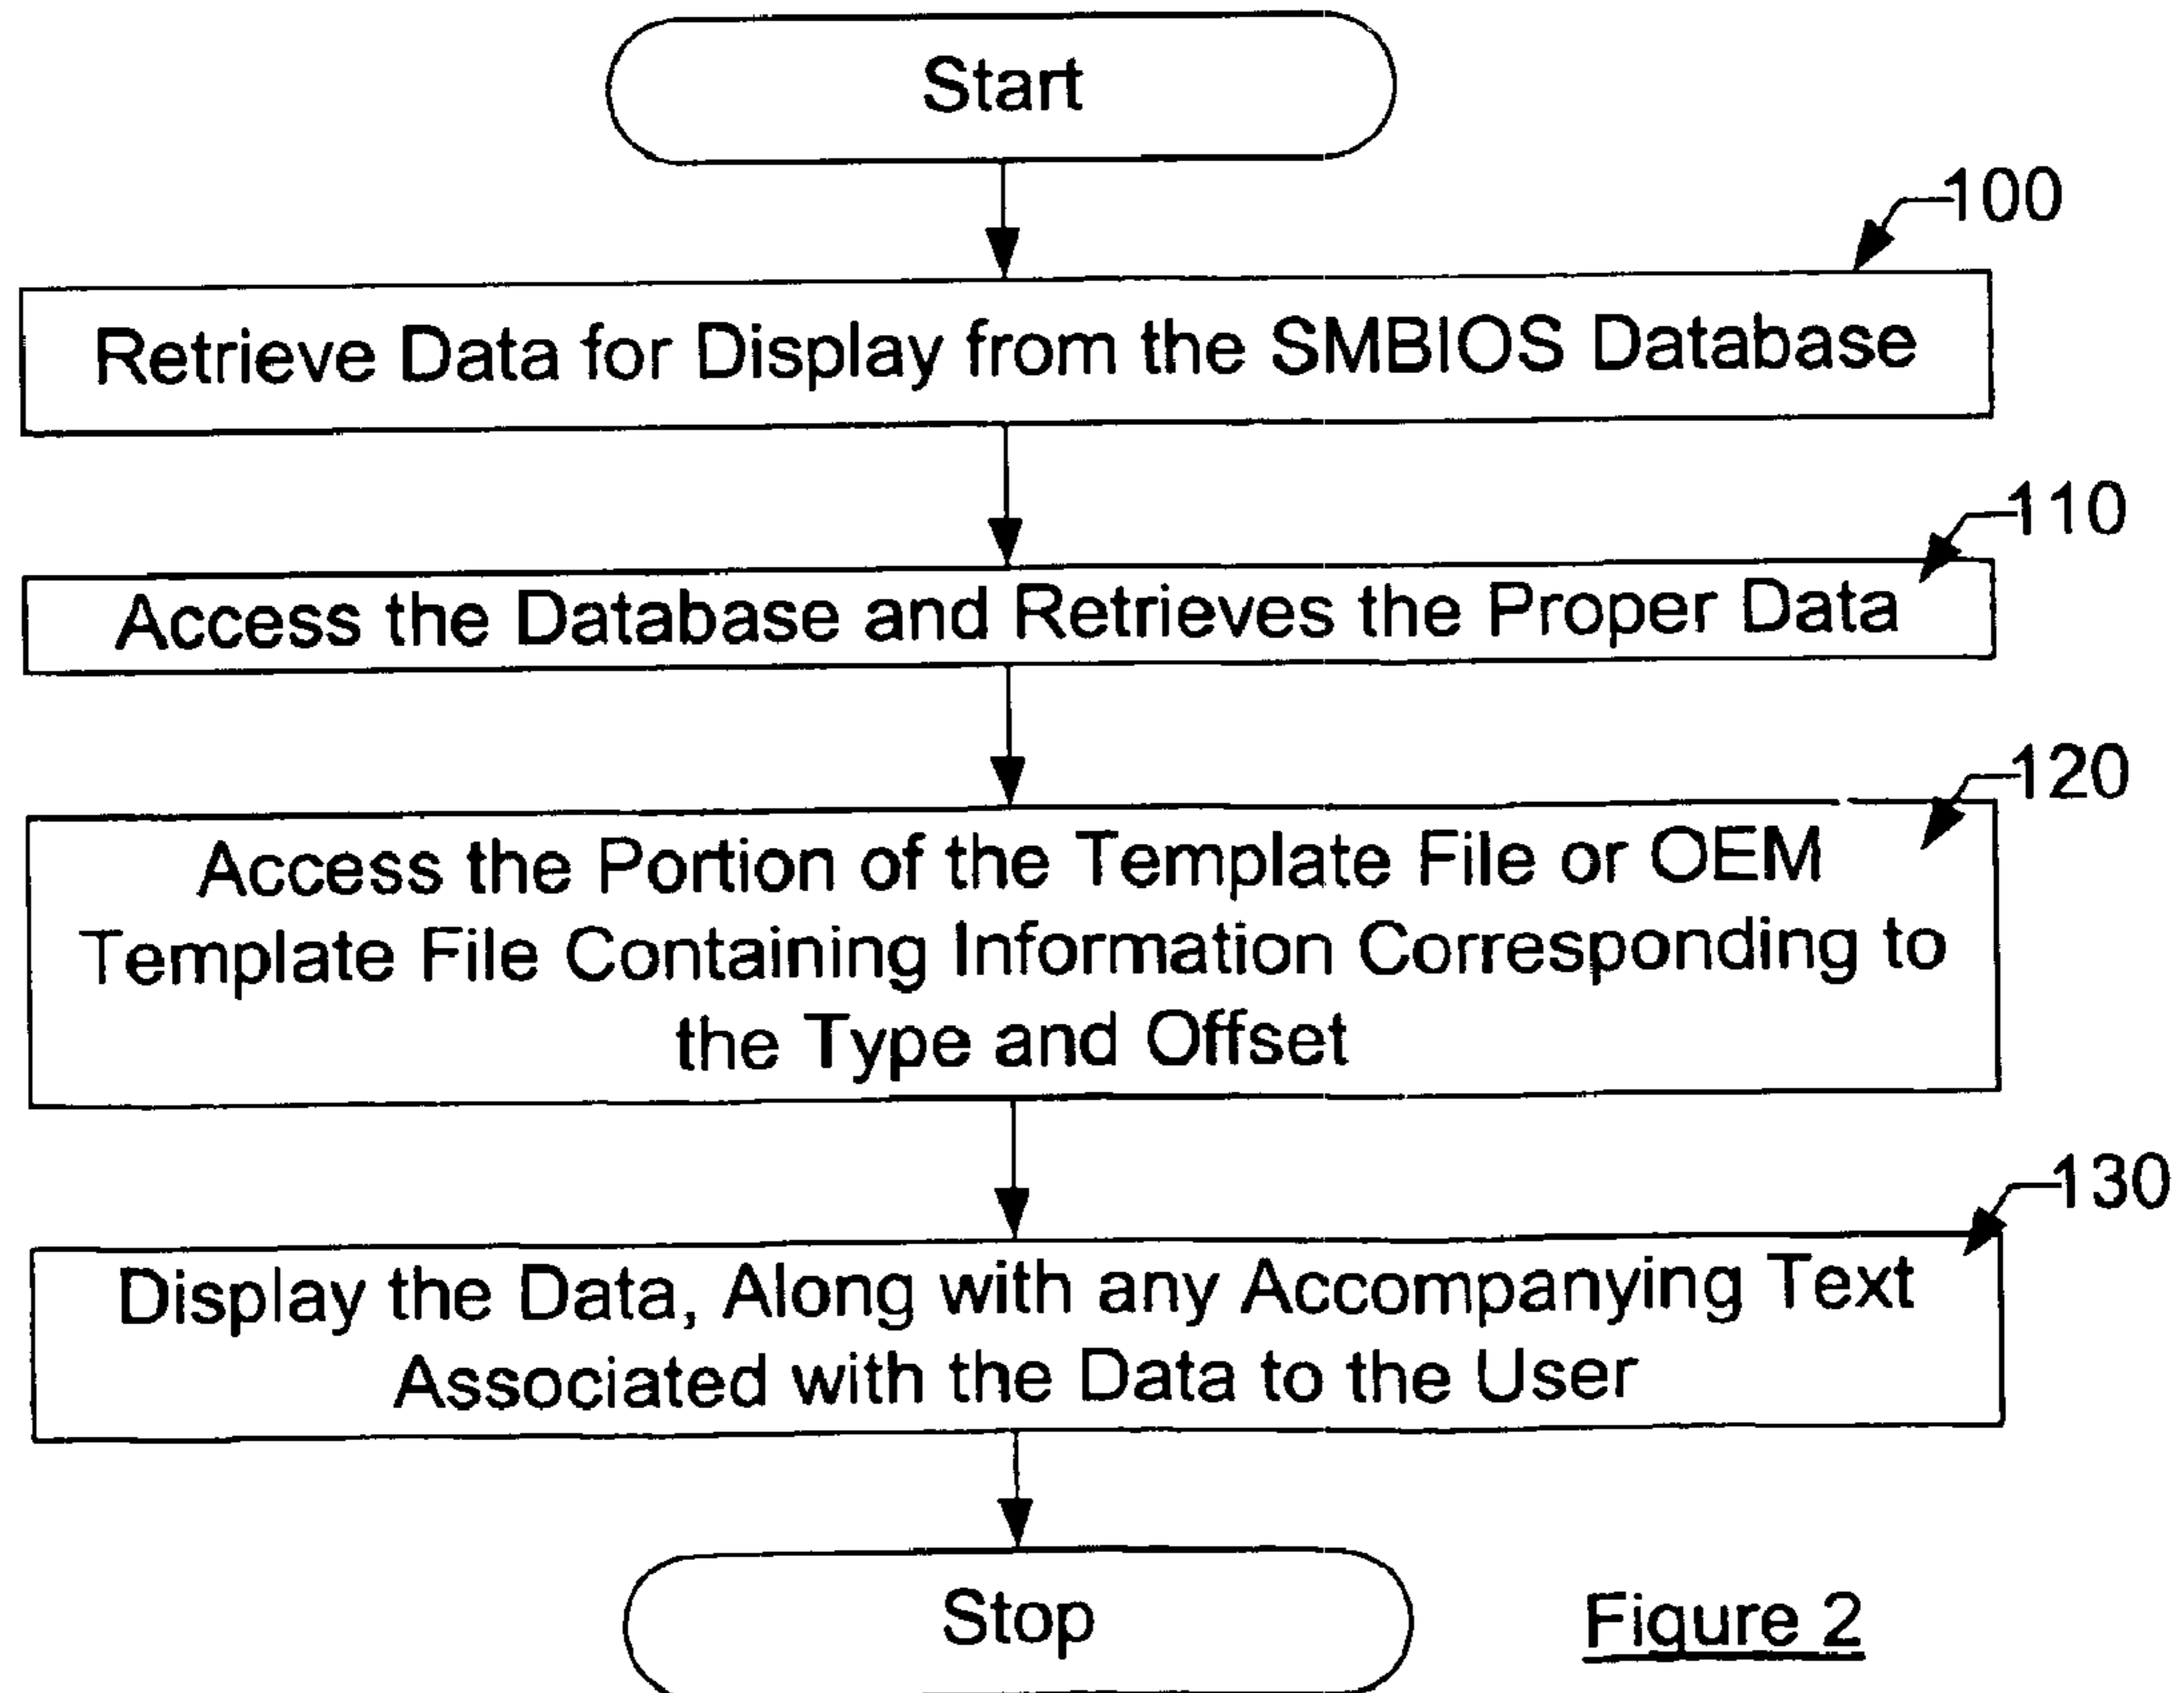 Start
100
Retrieve Data for Display from the SMBIOS Database
110
Access the Database and Retrieves the Proper Data
120
Access the Portion of the Template File or OEM
Template File Containing Information Corresponding to
the Type and Offset
130
Display the Data, Along with any Accompanying Text
Associated with the Data to the User
Stop
Figure 2